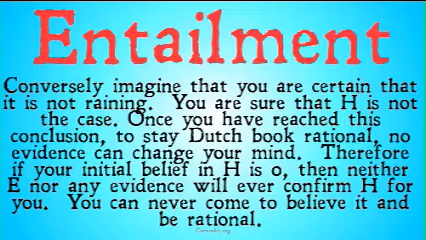 Entailment
Conversely imagine that you are certain that
it is not raining. You are sure that H is not
the case. Once you have reached this
conclusion, to stay Dutch book rational, no
evidence can change your mind. Therefore
if your initial belief in H is 0, then neither
E nor any evidence will ever confirm H for
you. You can never come to believe it and
be rational.